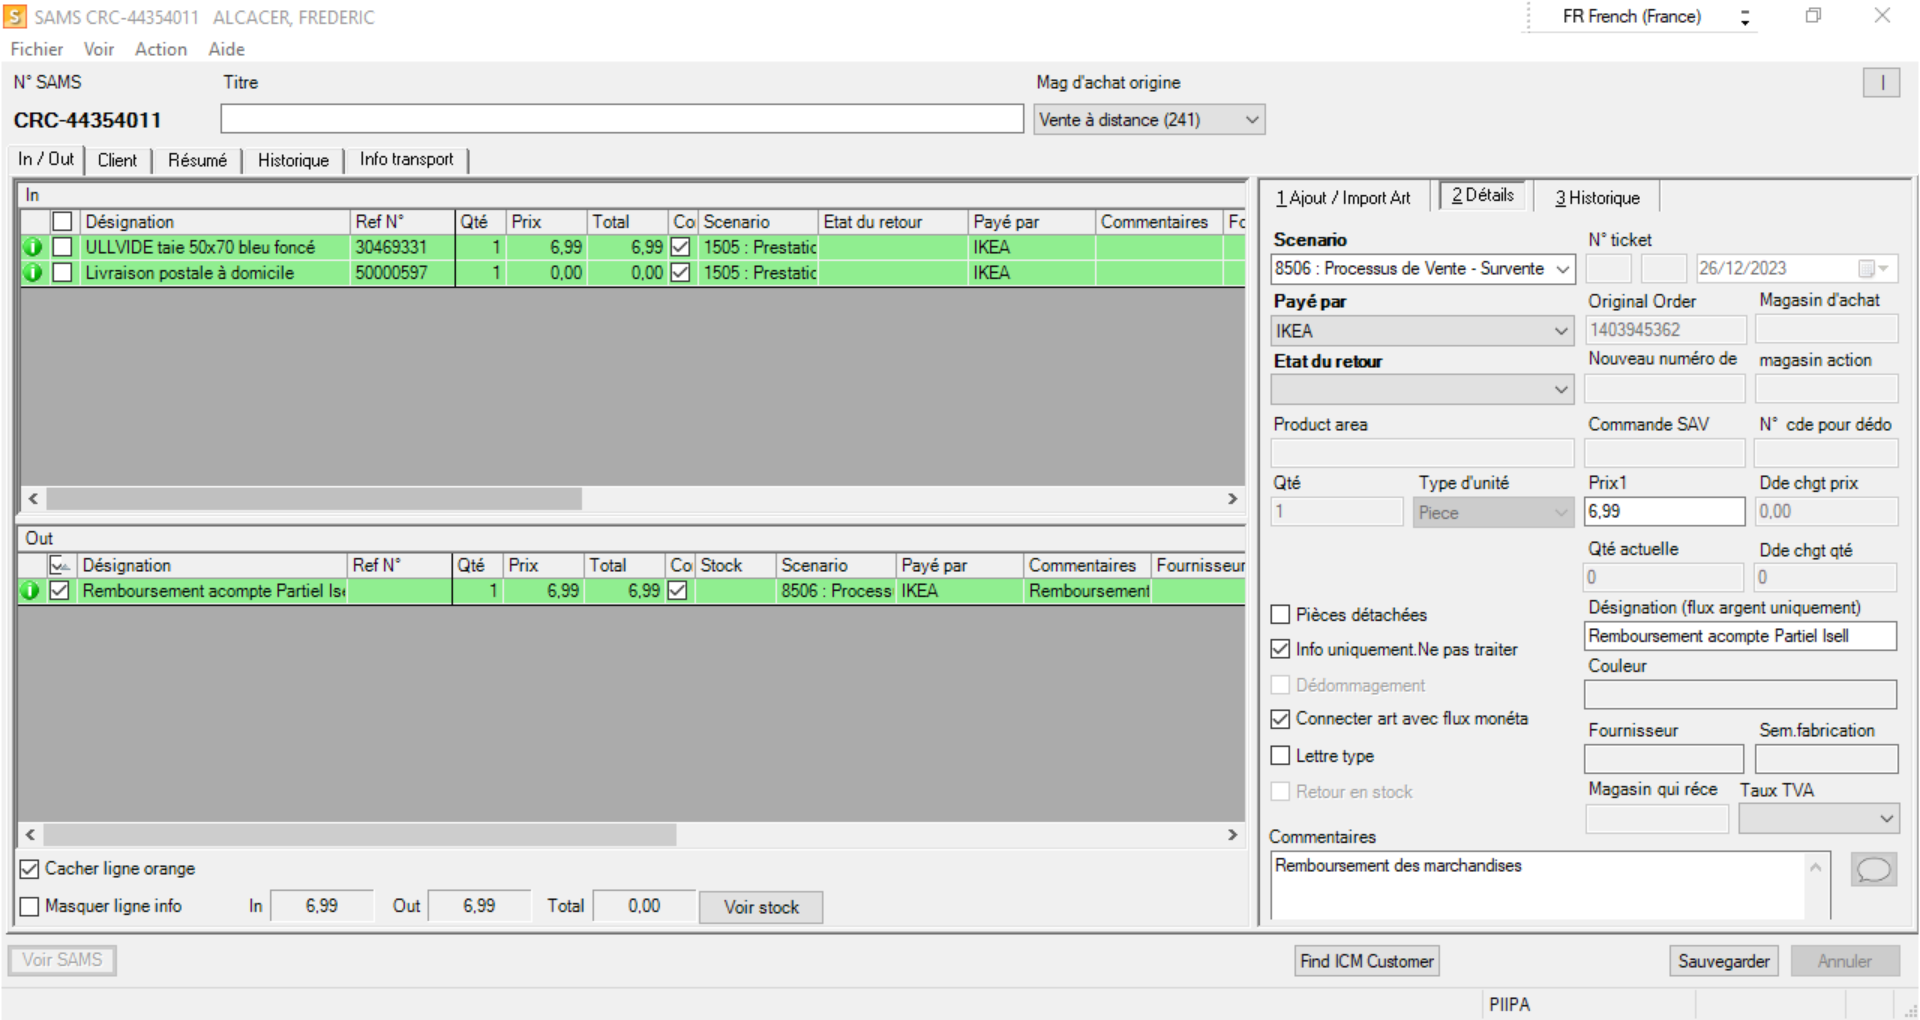 S SAMS CRC-44354011 ALCACER, FREDERIC FR French (France)
Fichier Voir Action Aide
N° SAMS Titre Mag d'achat origine
CRC-44354011 Vente à distance (241)
In / Out Client Résumé Historique Info transport
In
Désignation Ref N° Qté Prix Total Co Scenario Etat du retour Payé par Commentaires Fo
ULLVIDE taie 50x70 bleu foncé 30469331 1 6,99 6,99 1505 : Prestatic IKEA
Livraison postale à domicile 50000597 1 0,00 0,00 1505 : Prestatic IKEA
Out
Désignation Ref N° Qté Prix Total Co Stock Scenario Payé par Commentaires Fournisseur
Remboursement acompte Partiel Ise 1 6,99 6,99 8506 : Process IKEA Remboursement
Cacher ligne orange
Masquer ligne info In 6,99 Out 6,99 Total 0,00 Voir stock
1 Ajout / Import Art 2 Détails 3 Historique
Scenario N° ticket
8506 : Processus de Vente - Survente 26/12/2023
Payé par Original Order Magasin d'achat
IKEA 1403945362
Etat du retour Nouveau numéro de magasin action
Product area Commande SAV N° cde pour dédo
Qté Type d'unité Prix1 Dde chgt prix
1 Piece 6,99 0,00
Qté actuelle Dde chgt qté
0 0
Pièces détachées Désignation (flux argent uniquement)
Remboursement acompte Partiel Isell
Info uniquement.Ne pas traiter
Couleur
Dédommagement
Connecter art avec flux monéta
Fournisseur Sem.fabrication
Lettre type
Retour en stock Magasin qui réce Taux TVA
Commentaires
Remboursement des marchandises
Voir SAMS Find ICM Customer Sauvegarder Annuler
PIIPA